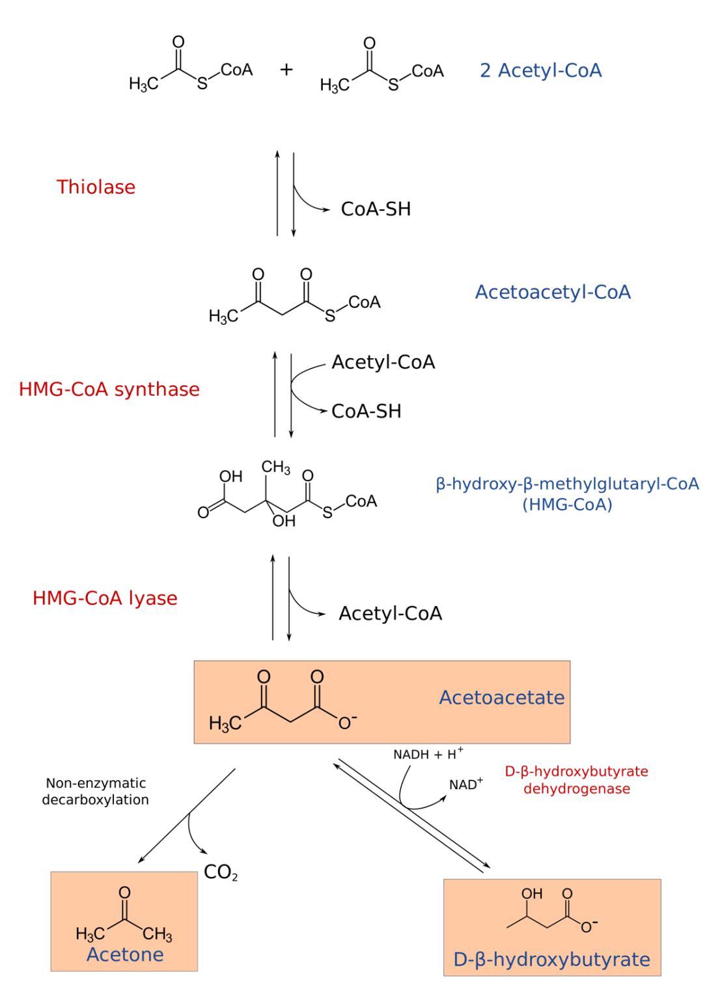 O
O
H₃C
S
CoA
+
H₃C
S
CoA
2 Acetyl-CoA
Thiolase
CoA-SH
O
O
H₃C
S
CoA
Acetoacetyl-CoA
Acetyl-CoA
HMG-CoA synthase
CoA-SH
OH
CH₃
O
O
OH
S
CoA
β-hydroxy-β-methylglutaryl-CoA
(HMG-CoA)
HMG-CoA lyase
Acetyl-CoA
O
O
H₃C
O⁻
Acetoacetate
Non-enzymatic
decarboxylation
NADH + H⁺
NAD⁺
D-β-hydroxybutyrate
dehydrogenase
CO₂
O
H₃C
CH₃
Acetone
OH
O
O⁻
D-β-hydroxybutyrate